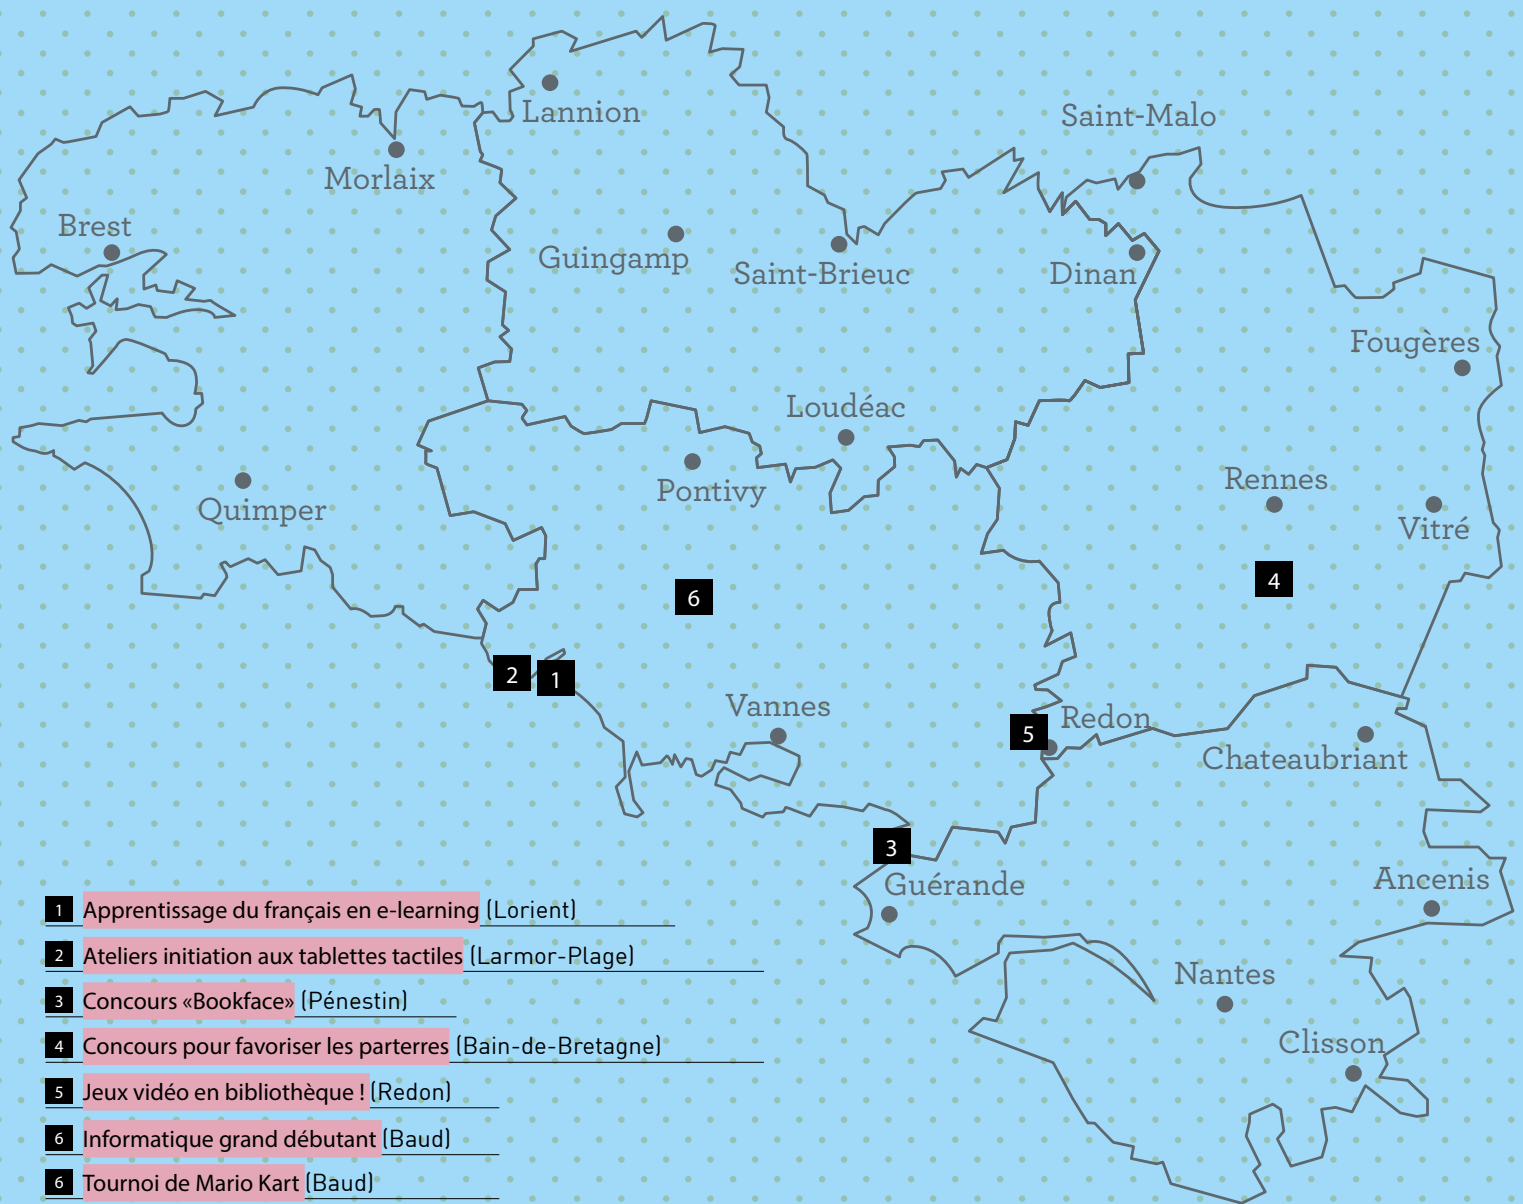 Lannion
Saint-Malo
Morlaix
Brest
Guingamp
Saint-Brieuc
Dinan
Fougères
Loudéac
Pontivy
Rennes
Quimper
Vitré
4
6
2
1
Vannes
5
Redon
Chateaubriant
3
Guérande
Ancenis
Nantes
Clisson
1 Apprentissage du français en e-learning (Lorient)
2 Ateliers initiation aux tablettes tactiles (Larmor-Plage)
3 Concours «Bookface» (Pénestin)
4 Concours pour favoriser les parterres (Bain-de-Bretagne)
5 Jeux vidéo en bibliothèque ! (Redon)
6 Informatique grand débutant (Baud)
6 Tournoi de Mario Kart (Baud)